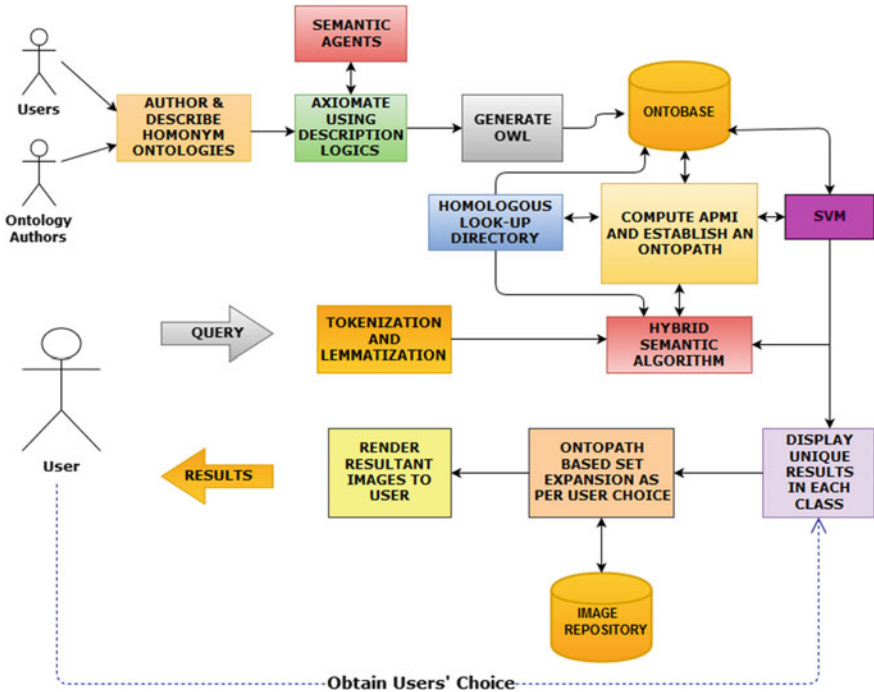 SEMANTIC
AGENTS
Users
AUTHOR &
DESCRIBE
HOMONYM
ONTOLOGIES
AXIOMATE
USING
DESCRIPTION
LOGICS
GENERATE
OWL
ONTOBASE
Ontology
Authors
HOMOLOGOUS
LOOK-UP
DIRECTORY
COMPUTE APMI
AND ESTABLISH AN
ONTOPATH
SVM
QUERY
TOKENIZATION
AND
LEMMATIZATION
HYBRID
SEMANTIC
ALGORITHM
User
RESULTS
RENDER
RESULTANT
IMAGES TO
USER
ONTOPATH
BASED SET
EXPANSION AS
PER USER CHOICE
DISPLAY
UNIQUE
RESULTS
IN EACH
CLASS
IMAGE
REPOSITORY
Obtain Users' Choice